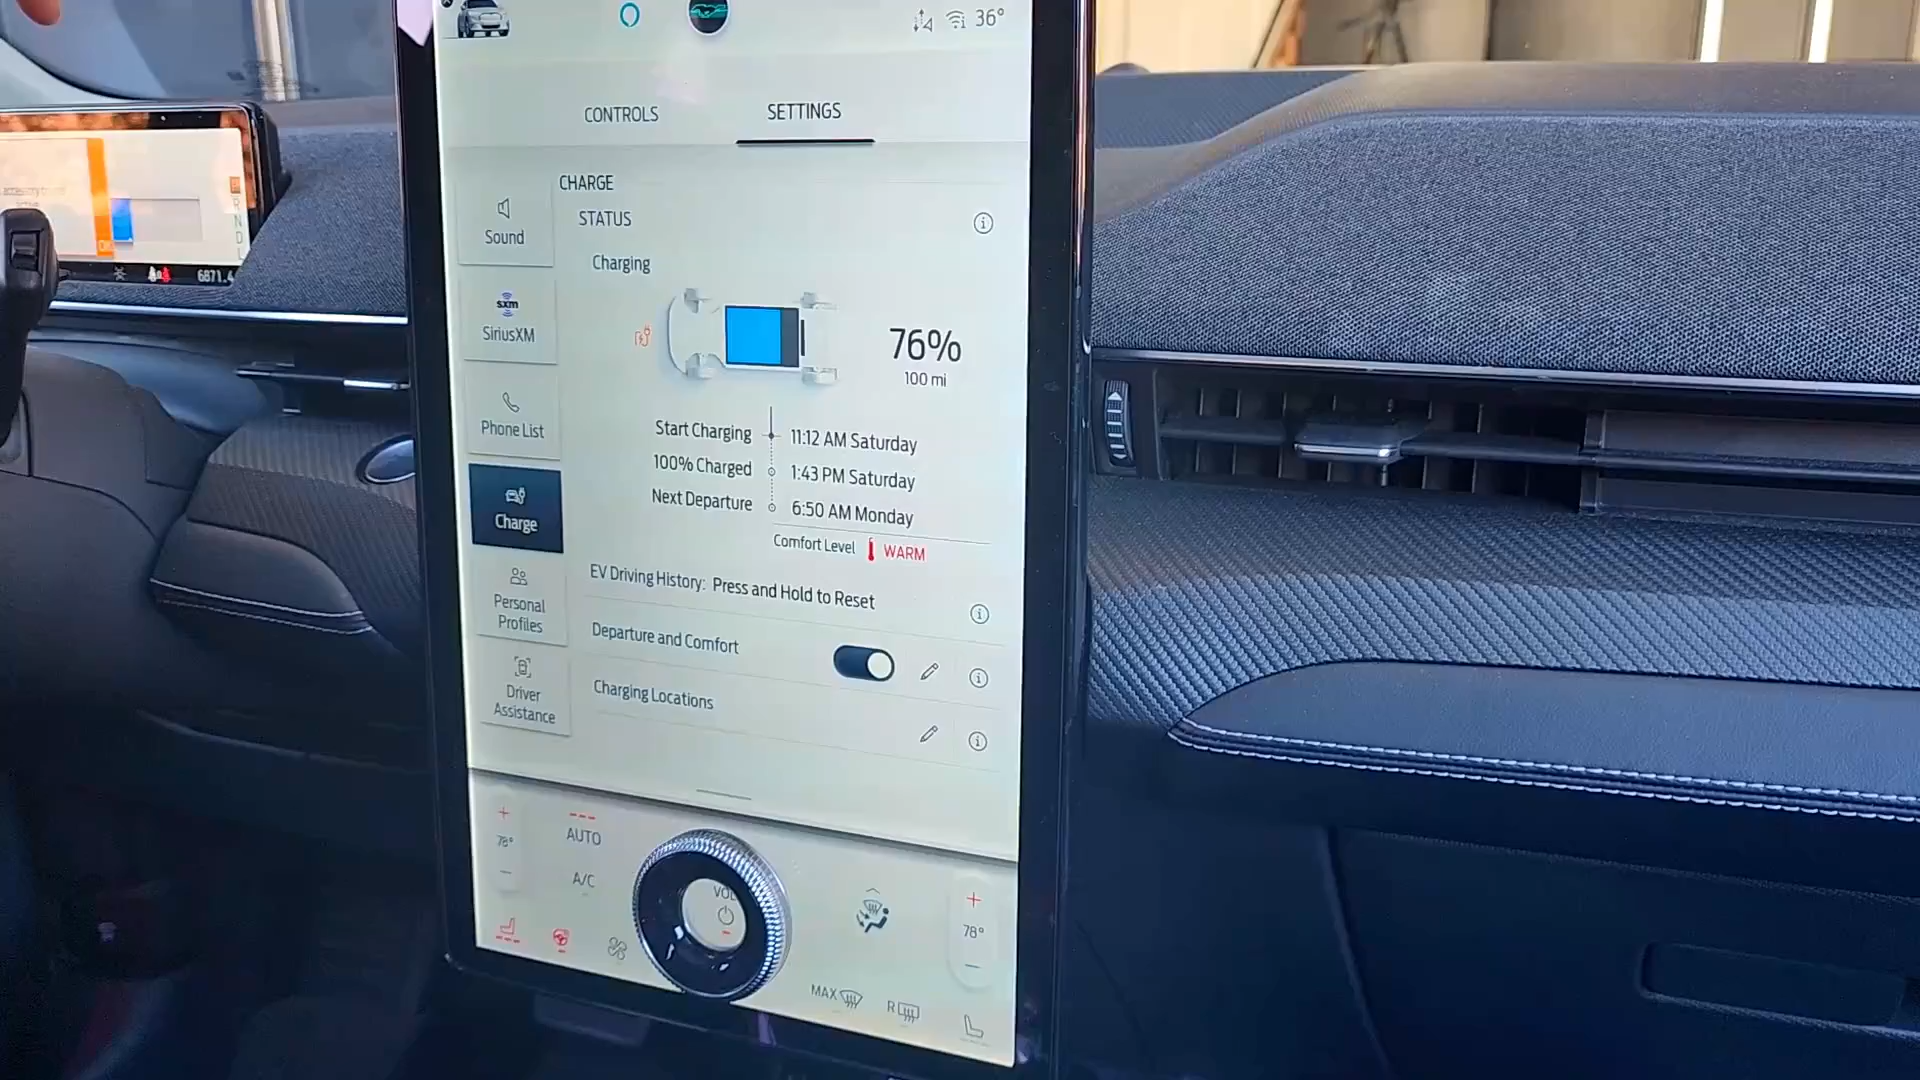 36°
CONTROLS
SETTINGS
CHARGE
STATUS
Sound
Charging
sxm
SiriusXM
76%
100 mi
Phone List
Start Charging 11:12 AM Saturday
100% Charged 1:43 PM Saturday
Next Departure 6:50 AM Monday
Charge
Comfort Level WARM
EV Driving History: Press and Hold to Reset
Personal
Profiles
Departure and Comfort
Driver
Assistance
Charging Locations
+
78°
−
AUTO
A/C
VOL
+
78°
−
MAX
R
OK
R
N
D
L
6871.4